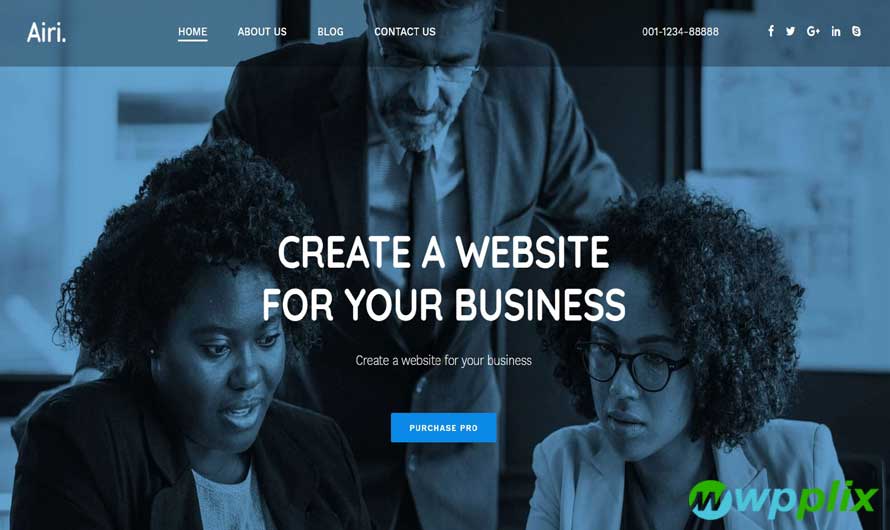 Airi.
HOME ABOUT US BLOG CONTACT US 001-1234-88888
CREATE A WEBSITE
FOR YOUR BUSINESS
Create a website for your business
PURCHASE PRO
wpplix